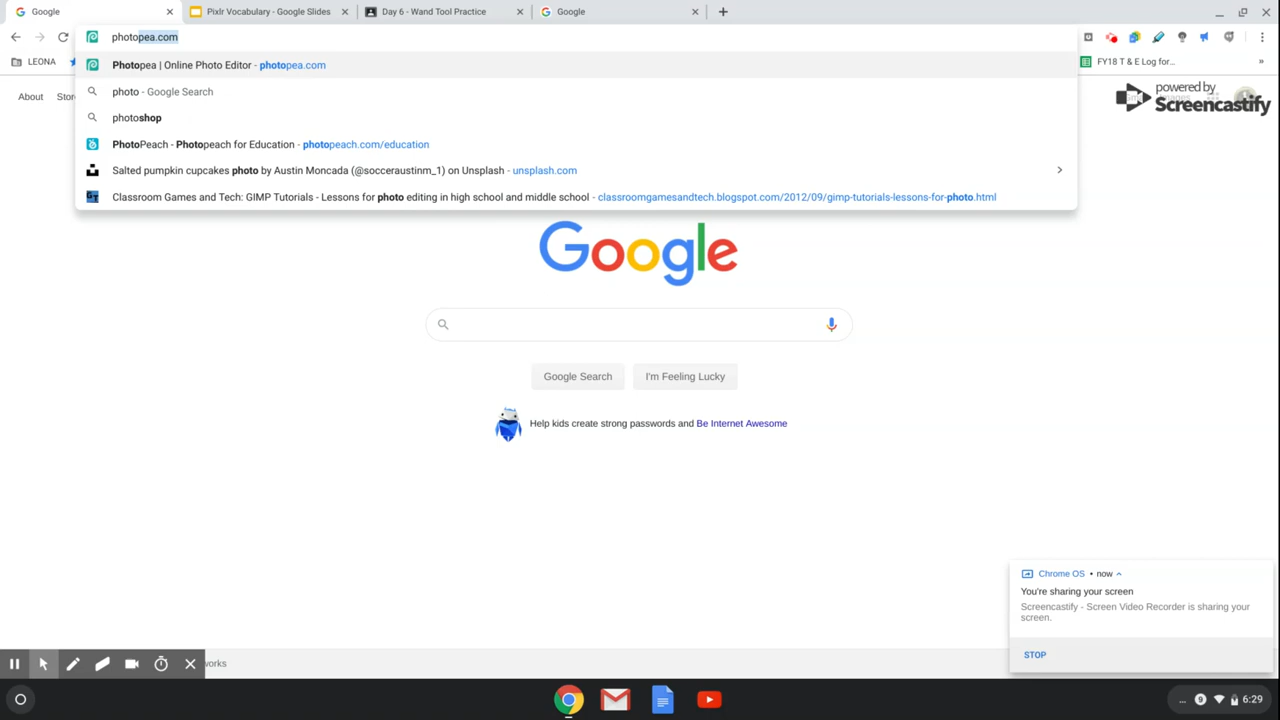 Google
Pixlr Vocabulary - Google Slides
Day 6 - Wand Tool Practice
Google
photopea.com
LEONA
FY18 T & E Log for...
»
Photopea | Online Photo Editor - photopea.com
photo - Google Search
photoshop
PhotoPeach - Photopeach for Education - photopeach.com/education
Salted pumpkin cupcakes photo by Austin Moncada (@socceraustinm_1) on Unsplash - unsplash.com
Classroom Games and Tech: GIMP Tutorials - Lessons for photo editing in high school and middle school - classroomgamesandtech.blogspot.com/2012/09/gimp-tutorials-lessons-for-photo.html
About
Stor
powered by
Screencastify
Google
Google Search
I'm Feeling Lucky
Help kids create strong passwords and Be Internet Awesome
Chrome OS • now
You're sharing your screen
Screencastify - Screen Video Recorder is sharing your
screen.
STOP
works
... 9 6:29